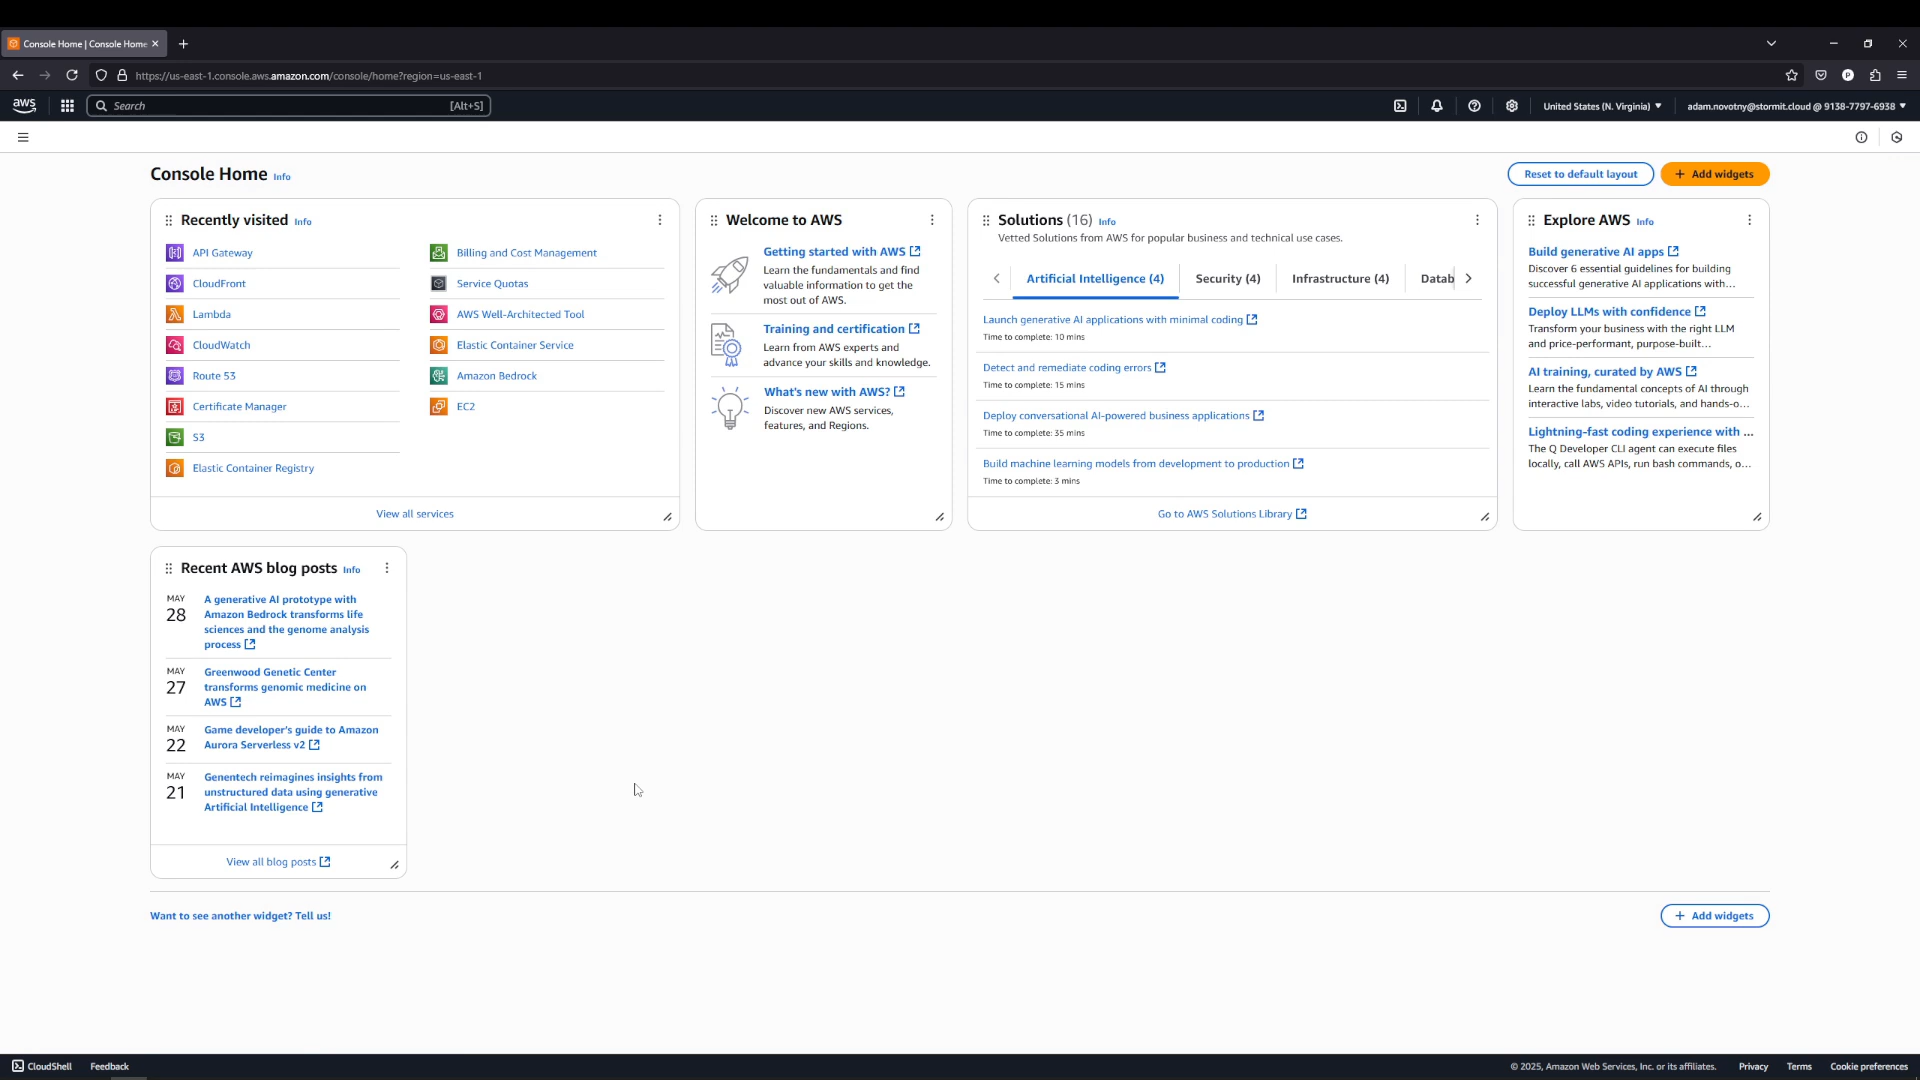 Console Home | Console Home
https://us-east-1.console.aws.amazon.com/console/home?region=us-east-1
aws
Search [Alt+S]
United States (N. Virginia)
adam.novotny@stormit.cloud @ 9138-7797-6938
Console Home Info
Reset to default layout
+ Add widgets
Recently visited Info
API Gateway
CloudFront
Lambda
CloudWatch
Route 53
Certificate Manager
S3
Elastic Container Registry
Billing and Cost Management
Service Quotas
AWS Well-Architected Tool
Elastic Container Service
Amazon Bedrock
EC2
View all services
Welcome to AWS
Getting started with AWS
Learn the fundamentals and find
valuable information to get the
most out of AWS.
Training and certification
Learn from AWS experts and
advance your skills and knowledge.
What's new with AWS?
Discover new AWS services,
features, and Regions.
Solutions (16) Info
Vetted Solutions from AWS for popular business and technical use cases.
Artificial Intelligence (4)
Security (4)
Infrastructure (4)
Datab
Launch generative AI applications with minimal coding
Time to complete: 10 mins
Detect and remediate coding errors
Time to complete: 15 mins
Deploy conversational AI-powered business applications
Time to complete: 35 mins
Build machine learning models from development to production
Time to complete: 3 mins
Go to AWS Solutions Library
Explore AWS Info
Build generative AI apps
Discover 6 essential guidelines for building
successful generative AI applications with...
Deploy LLMs with confidence
Transform your business with the right LLM
and price-performant, purpose-built...
AI training, curated by AWS
Learn the fundamental concepts of AI through
interactive labs, video tutorials, and hands-o...
Lightning-fast coding experience with ...
The Q Developer CLI agent can execute files
locally, call AWS APIs, run bash commands, o...
Recent AWS blog posts Info
MAY
28
A generative AI prototype with
Amazon Bedrock transforms life
sciences and the genome analysis
process
MAY
27
Greenwood Genetic Center
transforms genomic medicine on
AWS
MAY
22
Game developer's guide to Amazon
Aurora Serverless v2
MAY
21
Genentech reimagines insights from
unstructured data using generative
Artificial Intelligence
View all blog posts
Want to see another widget? Tell us!
+ Add widgets
CloudShell
Feedback
© 2025, Amazon Web Services, Inc. or its affiliates.
Privacy
Terms
Cookie preferences